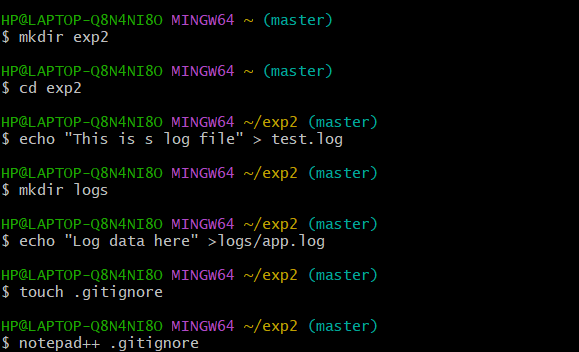 HP@LAPTOP-Q8N4NI8O MINGW64 ~ (master)
$ mkdir exp2
HP@LAPTOP-Q8N4NI8O MINGW64 ~ (master)
$ cd exp2
HP@LAPTOP-Q8N4NI8O MINGW64 ~/exp2 (master)
$ echo "This is s log file" > test.log
HP@LAPTOP-Q8N4NI8O MINGW64 ~/exp2 (master)
$ mkdir logs
HP@LAPTOP-Q8N4NI8O MINGW64 ~/exp2 (master)
$ echo "Log data here" >logs/app.log
HP@LAPTOP-Q8N4NI8O MINGW64 ~/exp2 (master)
$ touch .gitignore
HP@LAPTOP-Q8N4NI8O MINGW64 ~/exp2 (master)
$ notepad++ .gitignore